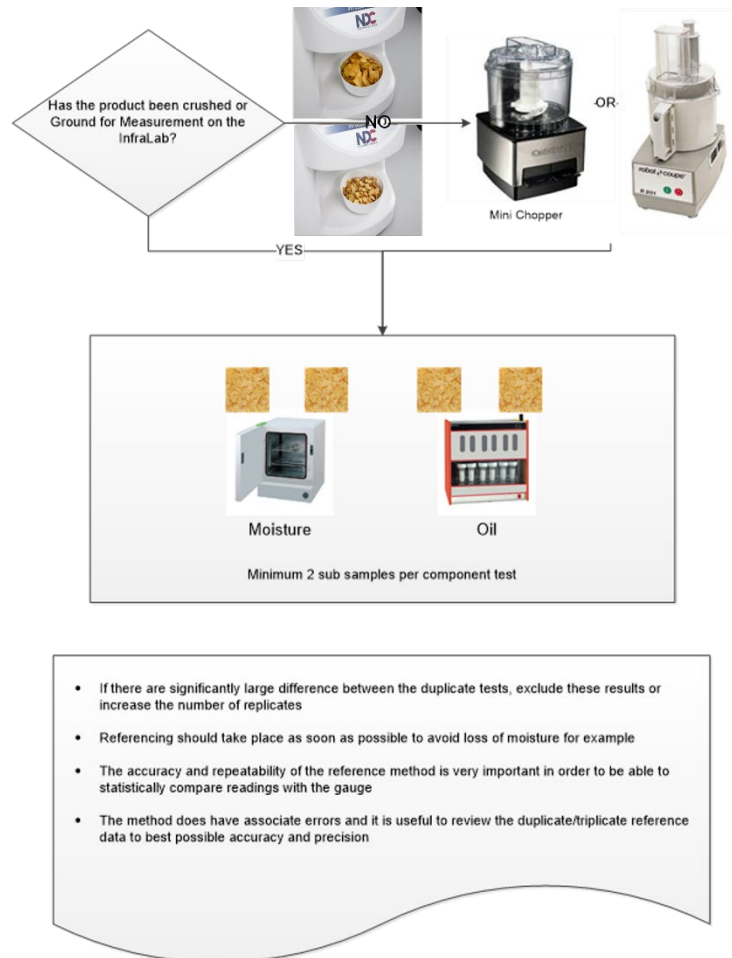 Has the product been crushed or
Ground for Measurement on the
InfraLab?
NDC
NO
NDC
OR
robot coupe
R 201
Mini Chopper
YES
Moisture
Oil
Minimum 2 sub samples per component test
• If there are significantly large difference between the duplicate tests, exclude these results or
increase the number of replicates
• Referencing should take place as soon as possible to avoid loss of moisture for example
• The accuracy and repeatability of the reference method is very important in order to be able to
statistically compare readings with the gauge
• The method does have associate errors and it is useful to review the duplicate/triplicate reference
data to best possible accuracy and precision